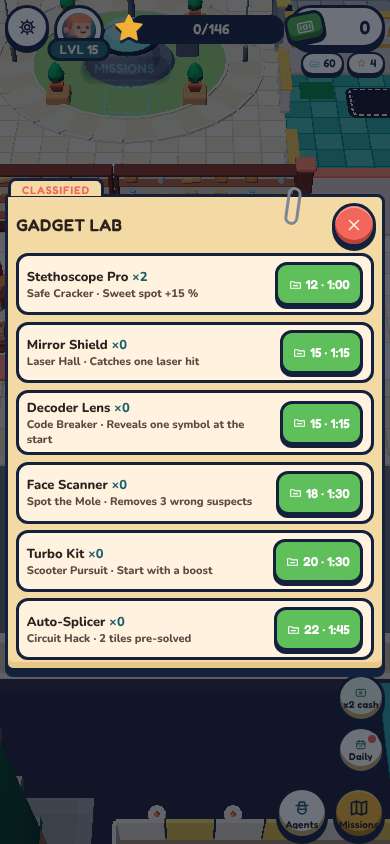 0/146
0
LVL 15
MISSIONS
60
4
CLASSIFIED
GADGET LAB
Stethoscope Pro ×2
Safe Cracker · Sweet spot +15 %
12 · 1:00
Mirror Shield ×0
Laser Hall · Catches one laser hit
15 · 1:15
Decoder Lens ×0
Code Breaker · Reveals one symbol at the
start
15 · 1:15
Face Scanner ×0
Spot the Mole · Removes 3 wrong suspects
18 · 1:30
Turbo Kit ×0
Scooter Pursuit · Start with a boost
20 · 1:30
Auto-Splicer ×0
Circuit Hack · 2 tiles pre-solved
22 · 1:45
x2 cash
Daily
Agents
Missions